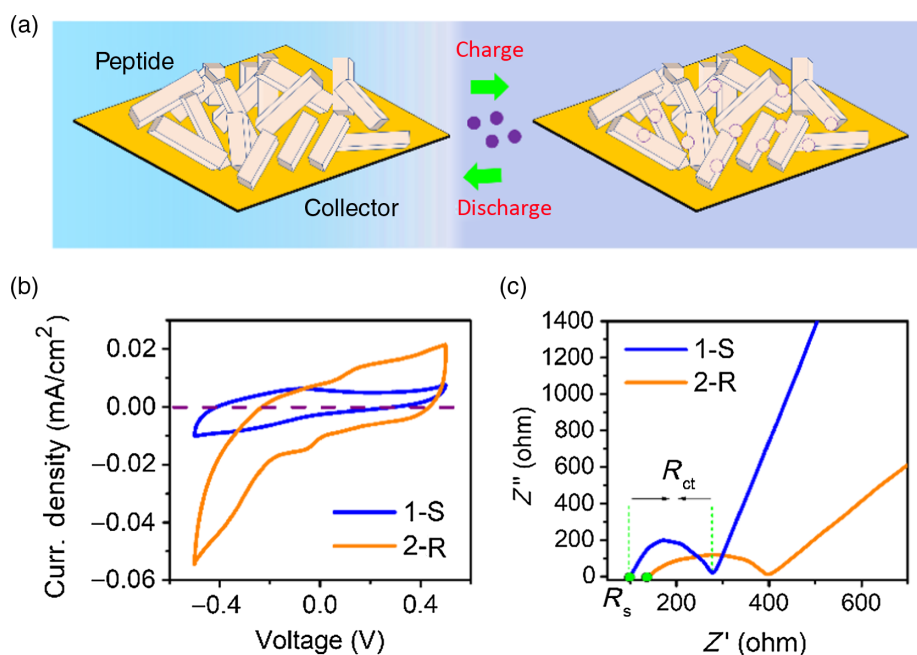 (a)
Peptide
Charge
Collector
Discharge
(b)
Curr. density (mA/cm²)
0.02
0.00
−0.02
−0.04
−0.06
1-S
2-R
−0.4
0.0
0.4
Voltage (V)
(c)
Z'' (ohm)
1400
1200
1000
800
600
400
200
0
1-S
2-R
Rct
Rs
200
400
600
Z' (ohm)